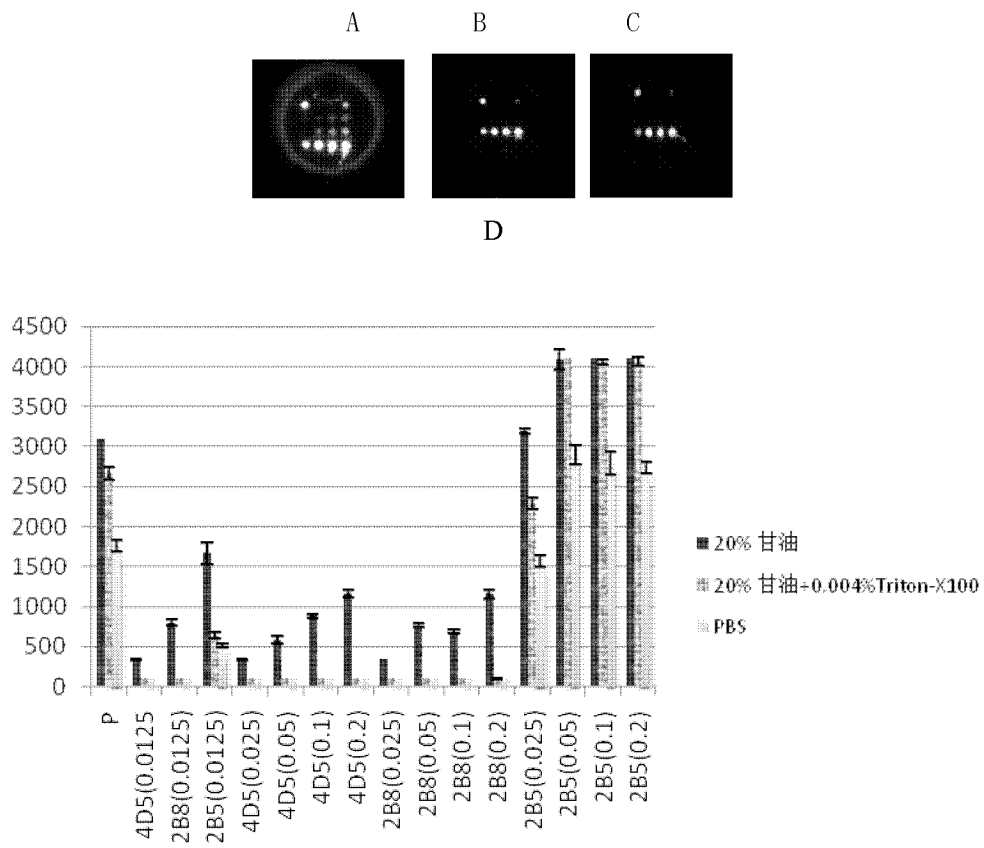 A B C
D
4500
4000
3500
3000
2500
2000
1500
1000
500
0
P
4D5(0.0125
2B8(0.0125)
2B5(0.0125)
4D5(0.025)
4D5(0.05)
4D5(0.1)
4D5(0.2)
2B8(0.025)
2B8(0.05)
2B8(0.1)
2B8(0.2)
2B5(0.025)
2B5(0.05)
2B5(0.1)
2B5(0.2)
20% 甘油
20% 甘油+0.004%Triton-X100
PBS